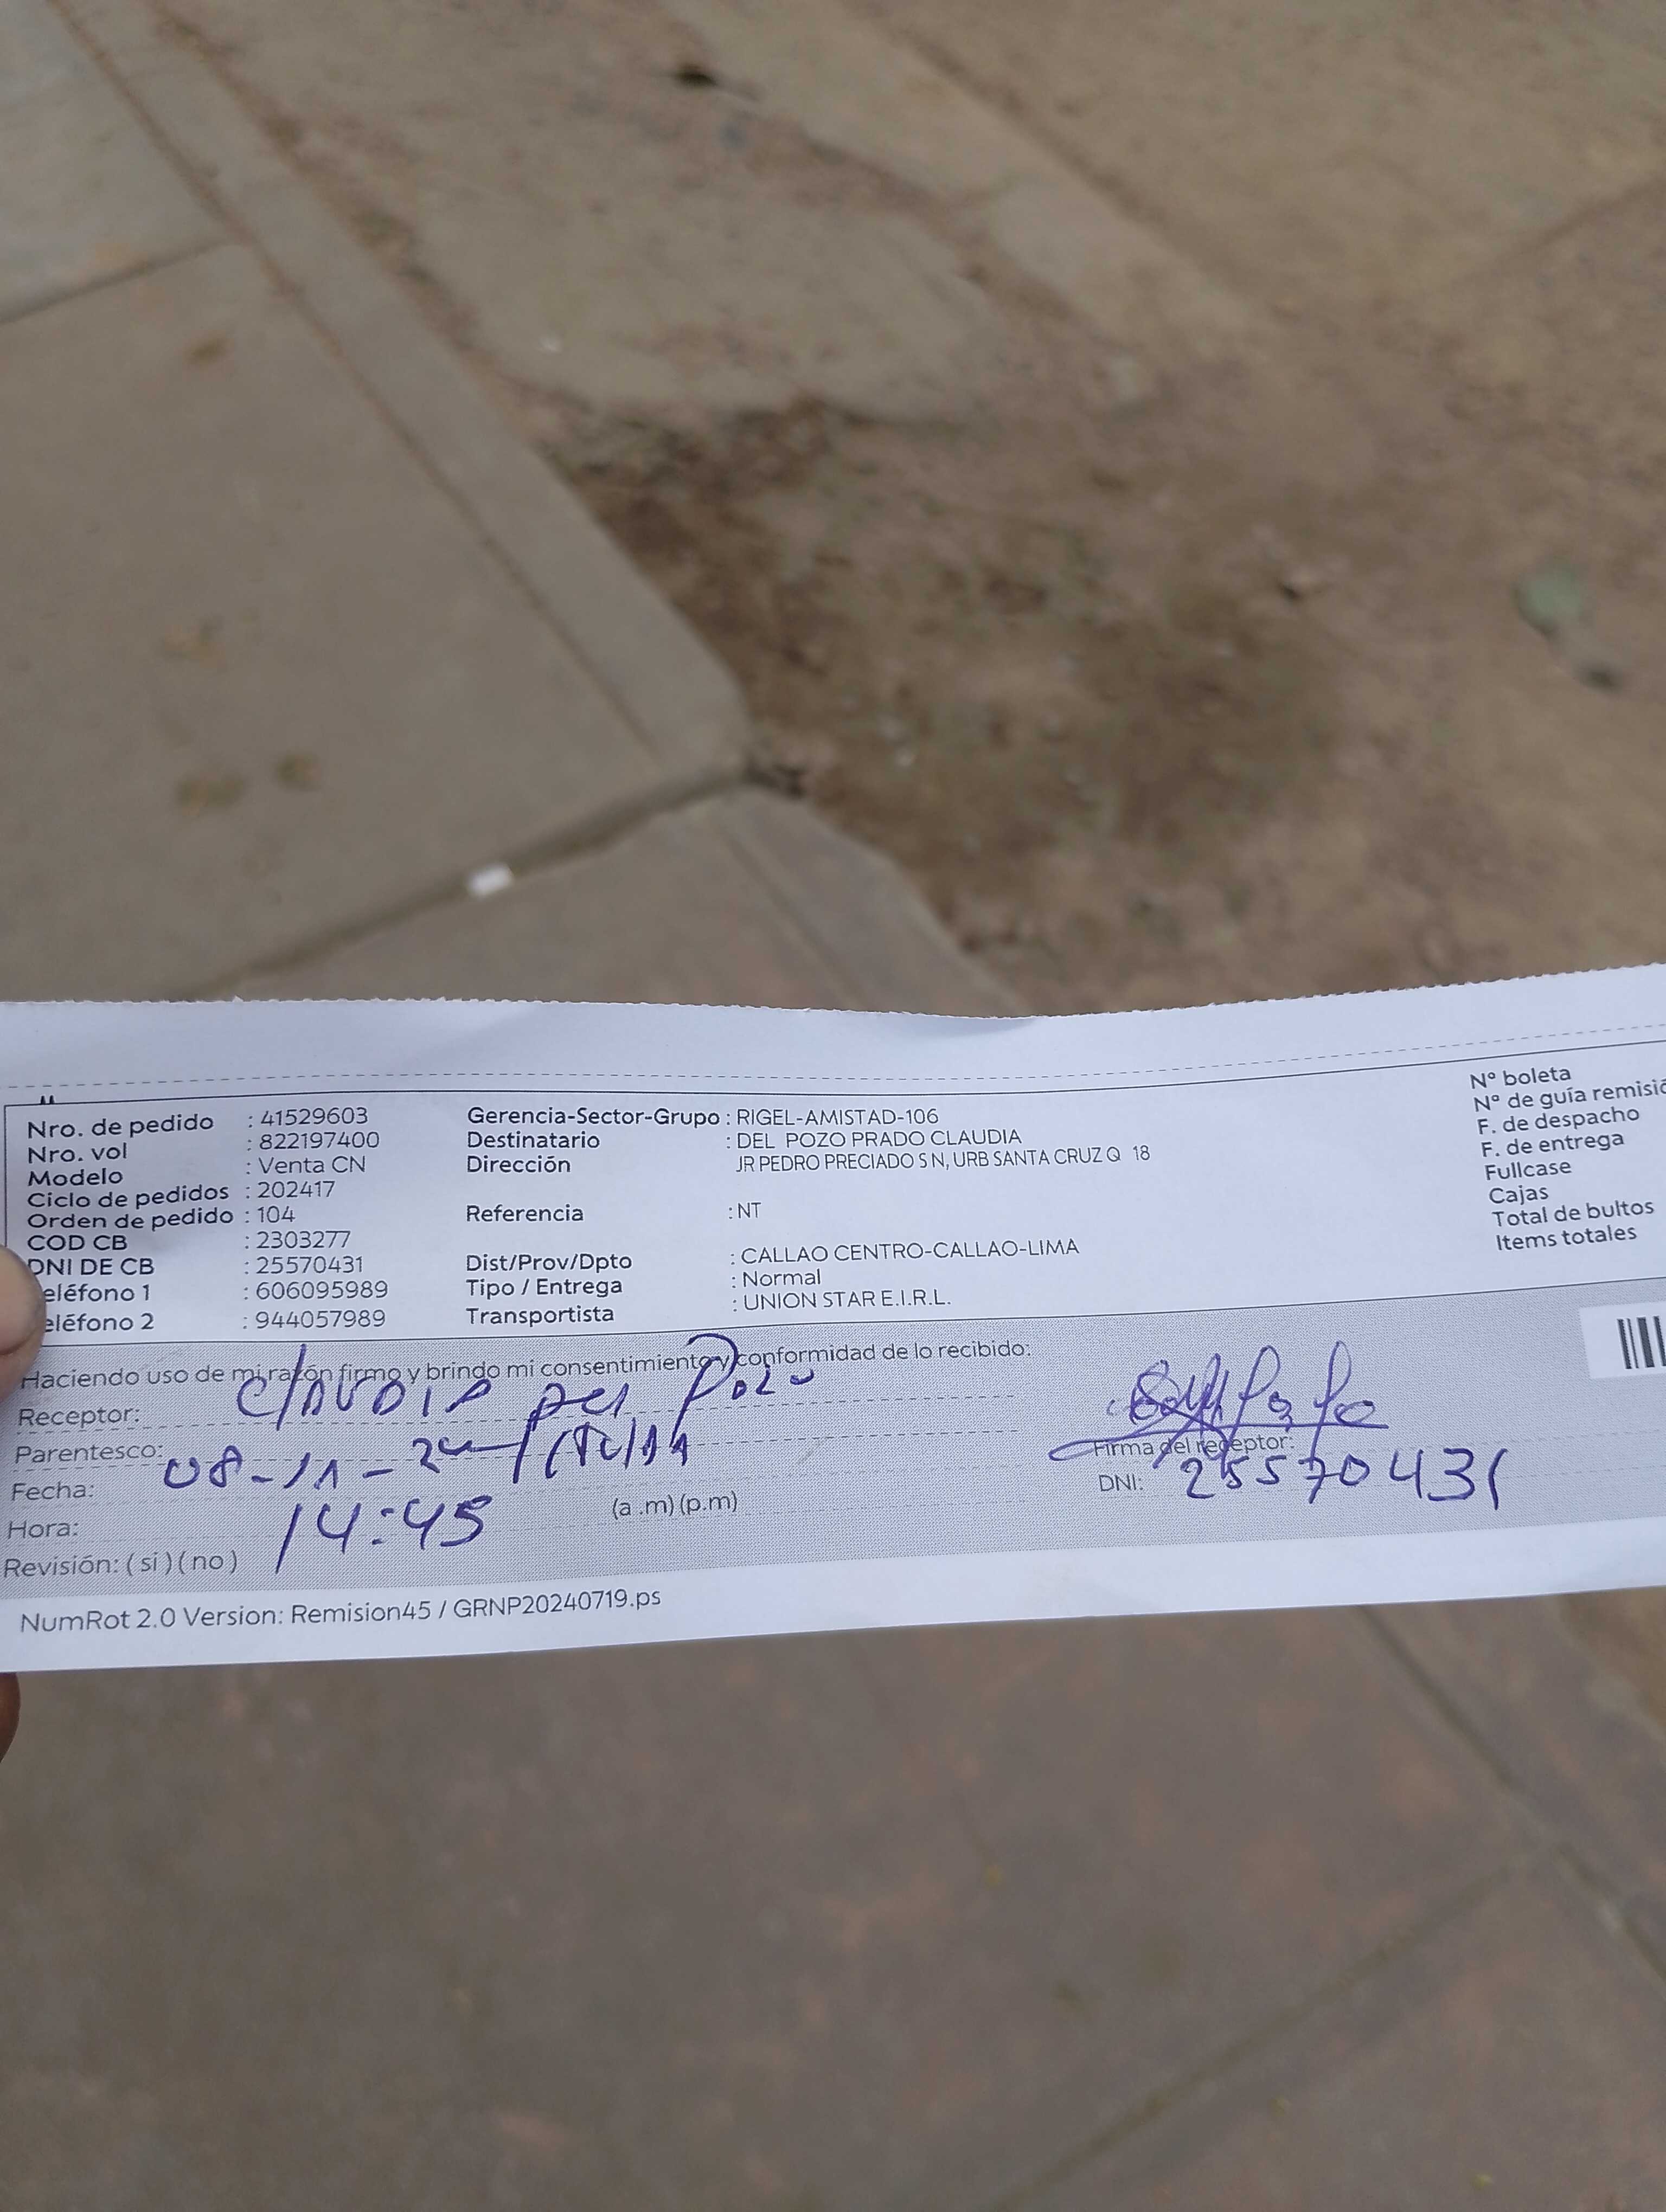 Nro. de pedido : 41529603
Nro. vol : 822197400
Modelo : Venta CN
Ciclo de pedidos : 202417
Orden de pedido : 104
COD CB : 2303277
DNI DE CB : 25570431
eléfono 1 : 606095989
eléfono 2 : 944057989
Gerencia-Sector-Grupo : RIGEL-AMISTAD-106
Destinatario : DEL POZO PRADO CLAUDIA
Dirección JR PEDRO PRECIADO S N, URB SANTA CRUZ Q 18
Referencia : NT
Dist/Prov/Dpto : CALLAO CENTRO-CALLAO-LIMA
Tipo / Entrega : Normal
Transportista : UNION STAR E.I.R.L.
N° boleta
N° de guía remisió
F. de despacho
F. de entrega
Fullcase
Cajas
Total de bultos
Items totales
Haciendo uso de mi razón firmo y brindo mi consentimiento y conformidad de lo recibido:
Receptor: Claudia del Pozo
Parentesco:
Fecha: 08-11-24
Hora: 14:45 (a .m) (p.m)
Revisión: ( si ) ( no )
Firma del receptor:
DNI: 25570431
NumRot 2.0 Version: Remision45 / GRNP20240719.ps